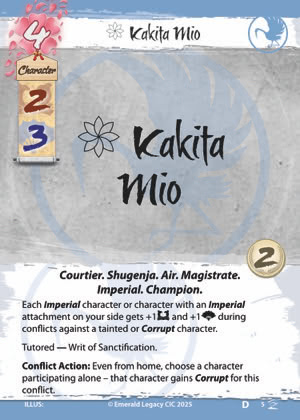 4
Kakita Mio
Character
2
3
Kakita
Mio
2
Courtier. Shugenja. Air. Magistrate.
Imperial. Champion.
Each Imperial character or character with an Imperial
attachment on your side gets +1 and +1 during
conflicts against a tainted or Corrupt character.
Tutored — Writ of Sanctification.
Conflict Action: Even from home, choose a character
participating alone – that character gains Corrupt for this
conflict.
ILLUS: © Emerald Legacy CIC 2025 D 5